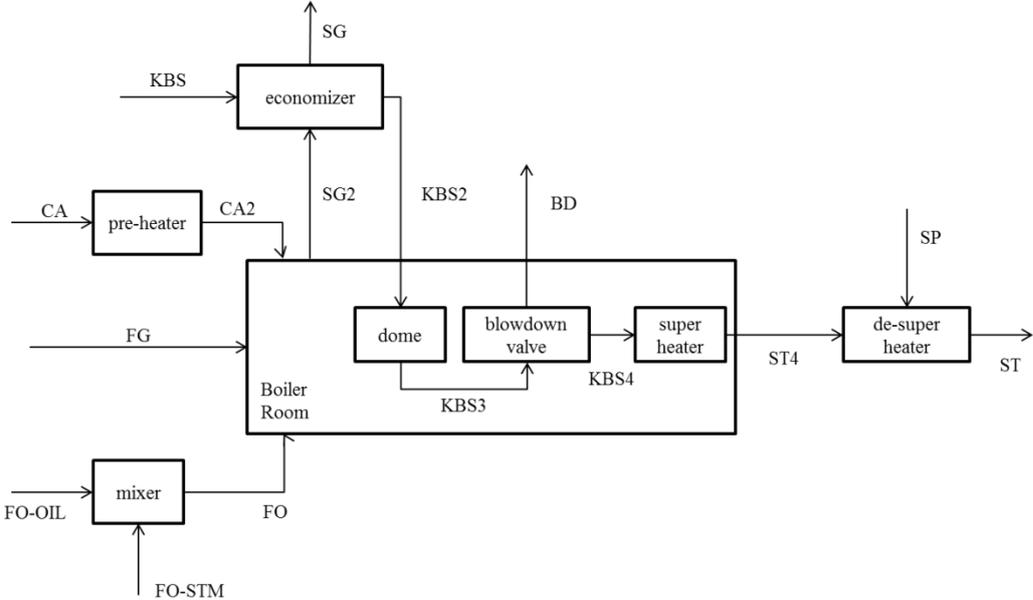 SG
KBS
economizer
SG2
KBS2
BD
CA
pre-heater
CA2
SP
FG
dome
blowdown
valve
super
heater
de-super
heater
ST4
ST
KBS4
KBS3
Boiler
Room
mixer
FO-OIL
FO
FO-STM